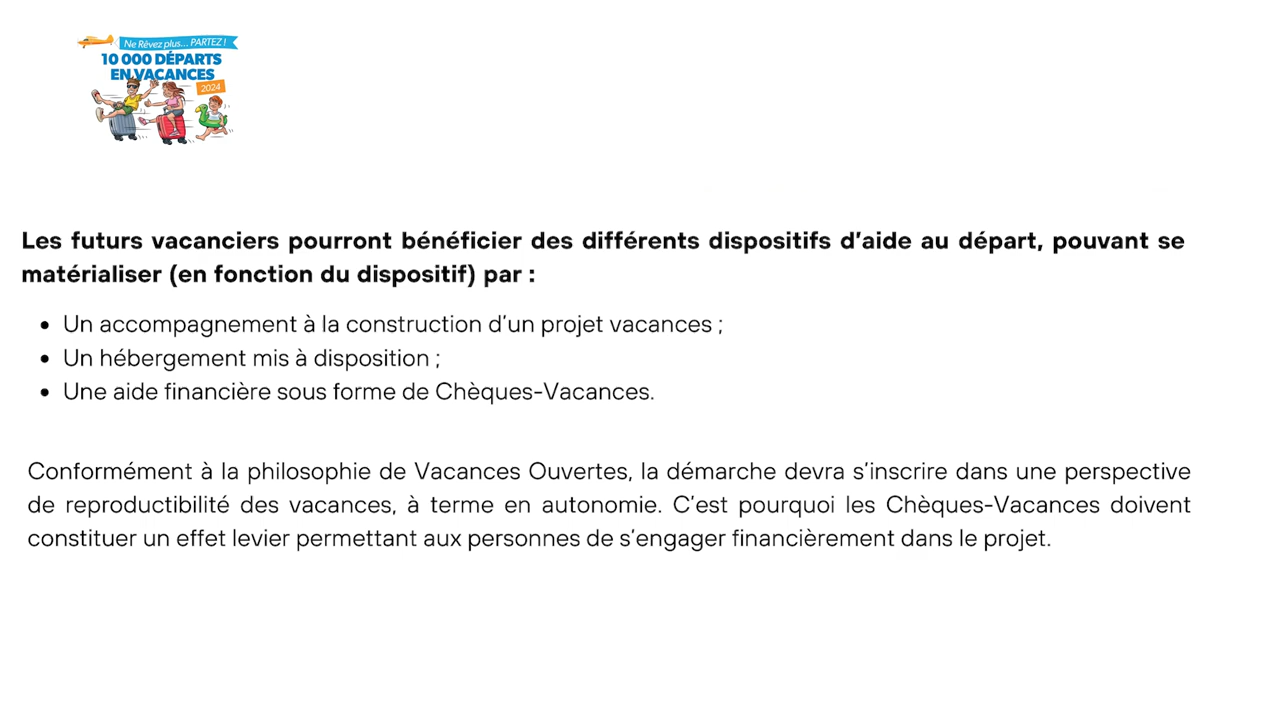 Ne Rêvez plus... PARTEZ !
10 000 DÉPARTS
EN VACANCES
2024
Les futurs vacanciers pourront bénéficier des différents dispositifs d’aide au départ, pouvant se
matérialiser (en fonction du dispositif) par :
• Un accompagnement à la construction d’un projet vacances ;
• Un hébergement mis à disposition ;
• Une aide financière sous forme de Chèques-Vacances.
Conformément à la philosophie de Vacances Ouvertes, la démarche devra s’inscrire dans une perspective
de reproductibilité des vacances, à terme en autonomie. C’est pourquoi les Chèques-Vacances doivent
constituer un effet levier permettant aux personnes de s’engager financièrement dans le projet.